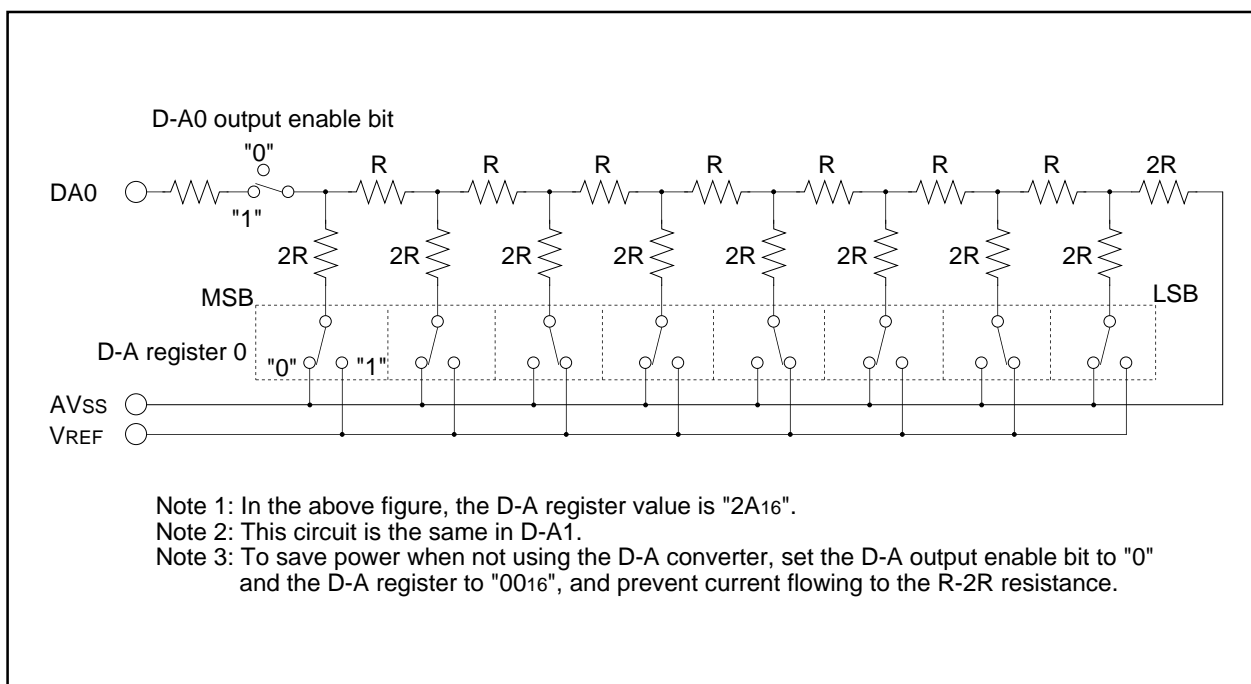 D-A0 output enable bit
"0"
R R R R R R R 2R
DA0
"1"
2R 2R 2R 2R 2R 2R 2R 2R
MSB
LSB
D-A register 0
"0" "1"
AVSS
VREF
Note 1: In the above figure, the D-A register value is "2A16".
Note 2: This circuit is the same in D-A1.
Note 3: To save power when not using the D-A converter, set the D-A output enable bit to "0"
and the D-A register to "0016", and prevent current flowing to the R-2R resistance.